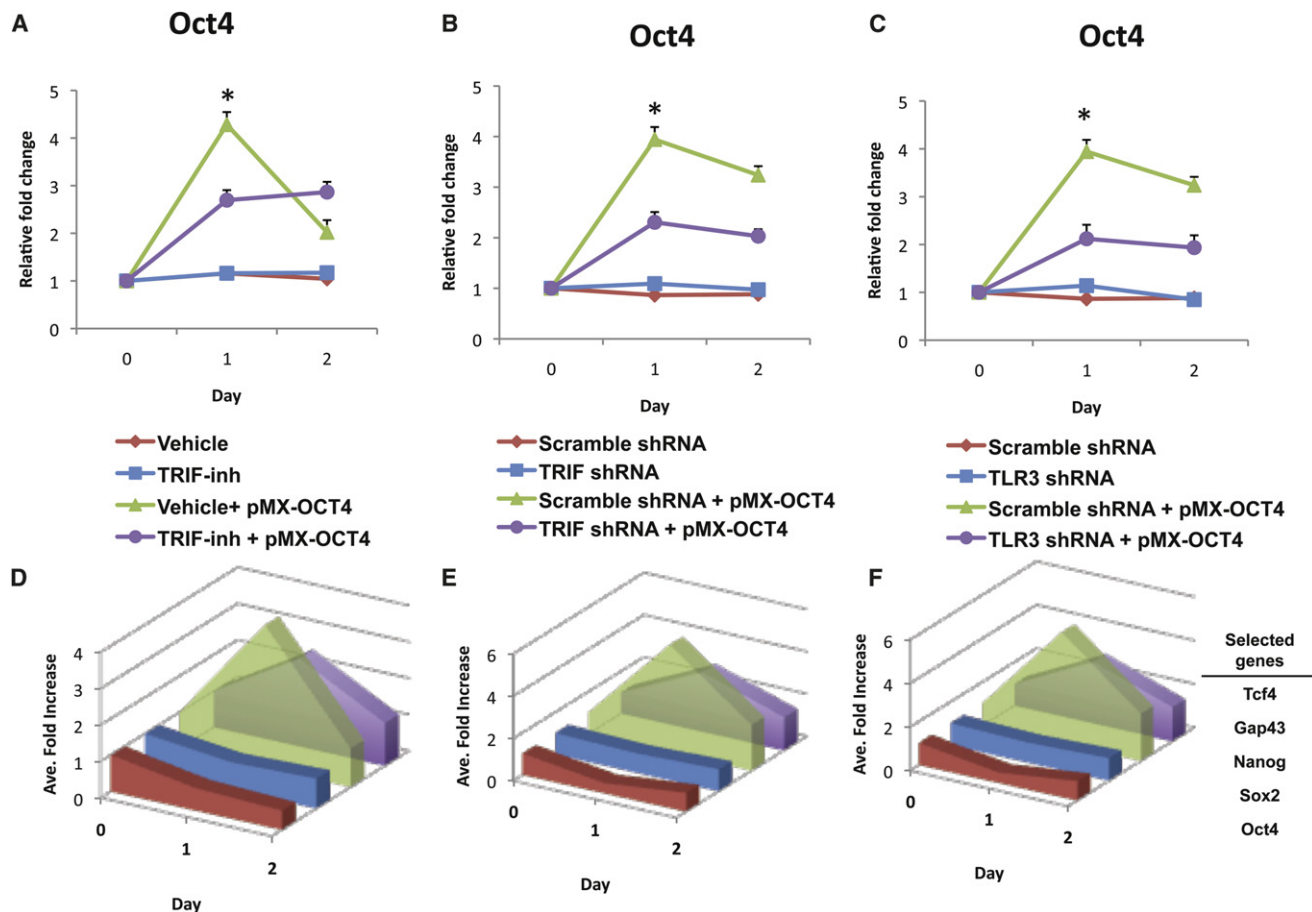 A
Oct4
B
Oct4
C
Oct4
Relative fold change
5
4
3
2
1
0
*
0
1
2
Day
Relative fold change
5
4
3
2
1
0
*
0
1
2
Day
Relative fold change
5
4
3
2
1
0
*
0
1
2
Day
Vehicle
TRIF-inh
Vehicle+ pMX-OCT4
TRIF-inh + pMX-OCT4
Scramble shRNA
TRIF shRNA
Scramble shRNA + pMX-OCT4
TRIF shRNA + pMX-OCT4
Scramble shRNA
TLR3 shRNA
Scramble shRNA + pMX-OCT4
TLR3 shRNA + pMX-OCT4
D
Ave. Fold Increase
4
3
2
1
0
0
1
2
Day
E
Ave. Fold Increase
6
4
2
0
0
1
2
Day
F
Ave. Fold Increase
6
4
2
0
0
1
2
Day
Selected
genes
Tcf4
Gap43
Nanog
Sox2
Oct4